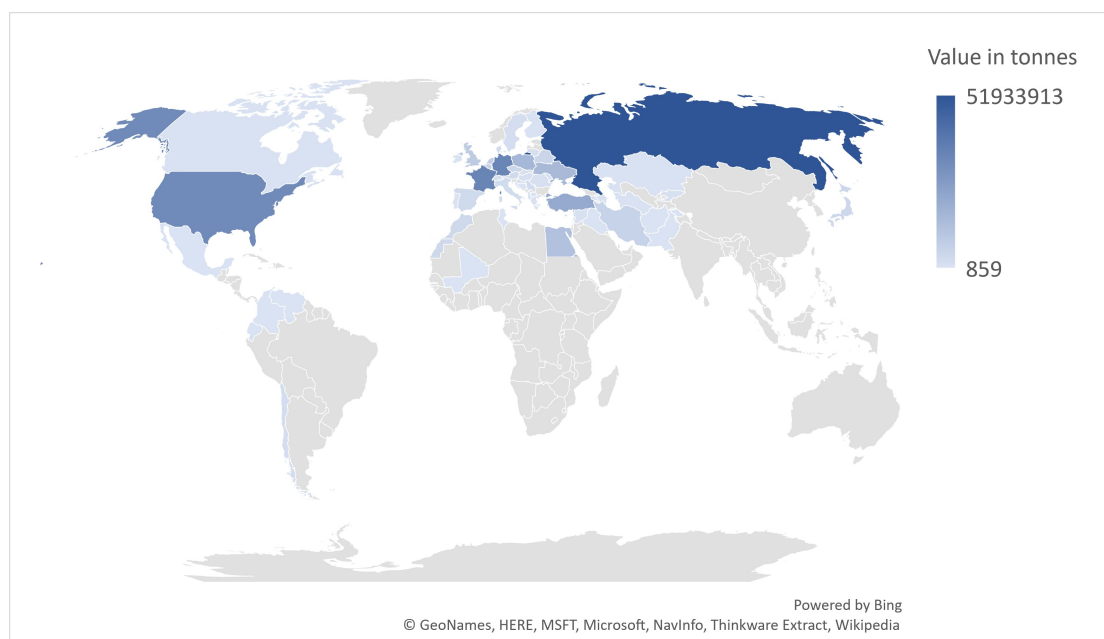 Value in tonnes
51933913
859
Powered by Bing
© GeoNames, HERE, MSFT, Microsoft, NavInfo, Thinkware Extract, Wikipedia